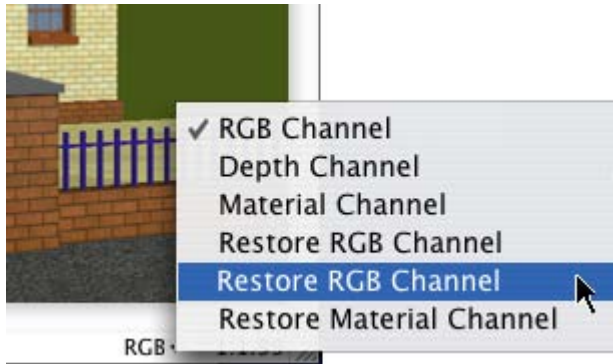 RGB Channel
Depth Channel
Material Channel
Restore RGB Channel
Restore RGB Channel
Restore Material Channel
RGB